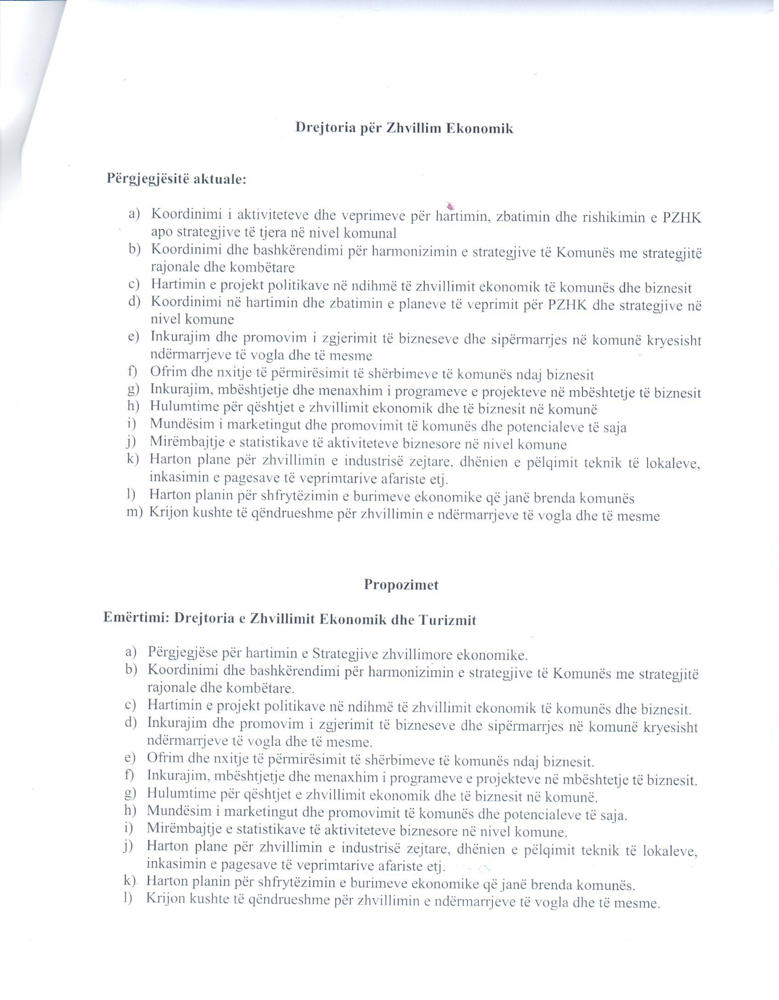 Drejtoria për Zhvillim Ekonomik
Përgjegjësitë aktuale:
a) Koordinimi i aktiviteteve dhe veprimeve për hartimin, zbatimin dhe rishikimin e PZHK
apo strategjive të tjera në nivel komunal
b) Koordinimi dhe bashkërendimi për harmonizimin e strategjive të Komunës me strategjitë
rajonale dhe kombëtare
c) Hartimin e projekt politikave në ndihmë të zhvillimit ekonomik të komunës dhe biznesit
d) Koordinimi në hartimin dhe zbatimin e planeve të veprimit për PZHK dhe strategjive në
nivel komune
e) Inkurajim dhe promovim i zgjerimit të bizneseve dhe sipërmarrjes në komunë kryesisht
ndërmarrjeve të vogla dhe të mesme
f) Ofrim dhe nxitje të përmirësimit të shërbimeve të komunës ndaj biznesit
g) Inkurajim, mbështjetje dhe menaxhim i programeve e projekteve në mbështetje të biznesit
h) Hulumtime për qështjet e zhvillimit ekonomik dhe të biznesit në komunë
i) Mundësim i marketingut dhe promovimit të komunës dhe potencialeve të saja
j) Mirëmbajtje e statistikave të aktiviteteve biznesore në nivel komune
k) Harton plane për zhvillimin e industrisë zejtare, dhënien e pëlqimit teknik të lokaleve,
inkasimin e pagesave të veprimtarive afariste etj.
l) Harton planin për shfrytëzimin e burimeve ekonomike që janë brenda komunës
m) Krijon kushte të qëndrueshme për zhvillimin e ndërmarrjeve të vogla dhe të mesme
Propozimet
Emërtimi: Drejtoria e Zhvillimit Ekonomik dhe Turizmit
a) Përgjegjëse për hartimin e Strategjive zhvillimore ekonomike.
b) Koordinimi dhe bashkërendimi për harmonizimin e strategjive të Komunës me strategjitë
rajonale dhe kombëtare.
c) Hartimin e projekt politikave në ndihmë të zhvillimit ekonomik të komunës dhe biznesit.
d) Inkurajim dhe promovim i zgjerimit të bizneseve dhe sipërmarrjes në komunë kryesisht
ndërmarrjeve të vogla dhe të mesme.
e) Ofrim dhe nxitje të përmirësimit të shërbimeve të komunës ndaj biznesit.
f) Inkurajim, mbështjetje dhe menaxhim i programeve e projekteve në mbështetje të biznesit.
g) Hulumtime për qështjet e zhvillimit ekonomik dhe të biznesit në komunë.
h) Mundësim i marketingut dhe promovimit të komunës dhe potencialeve të saja.
i) Mirëmbajtje e statistikave të aktiviteteve biznesore në nivel komune.
j) Harton plane për zhvillimin e industrisë zejtare, dhënien e pëlqimit teknik të lokaleve,
inkasimin e pagesave të veprimtarive afariste etj.
k) Harton planin për shfrytëzimin e burimeve ekonomike që janë brenda komunës.
l) Krijon kushte të qëndrueshme për zhvillimin e ndërmarrjeve të vogla dhe të mesme.